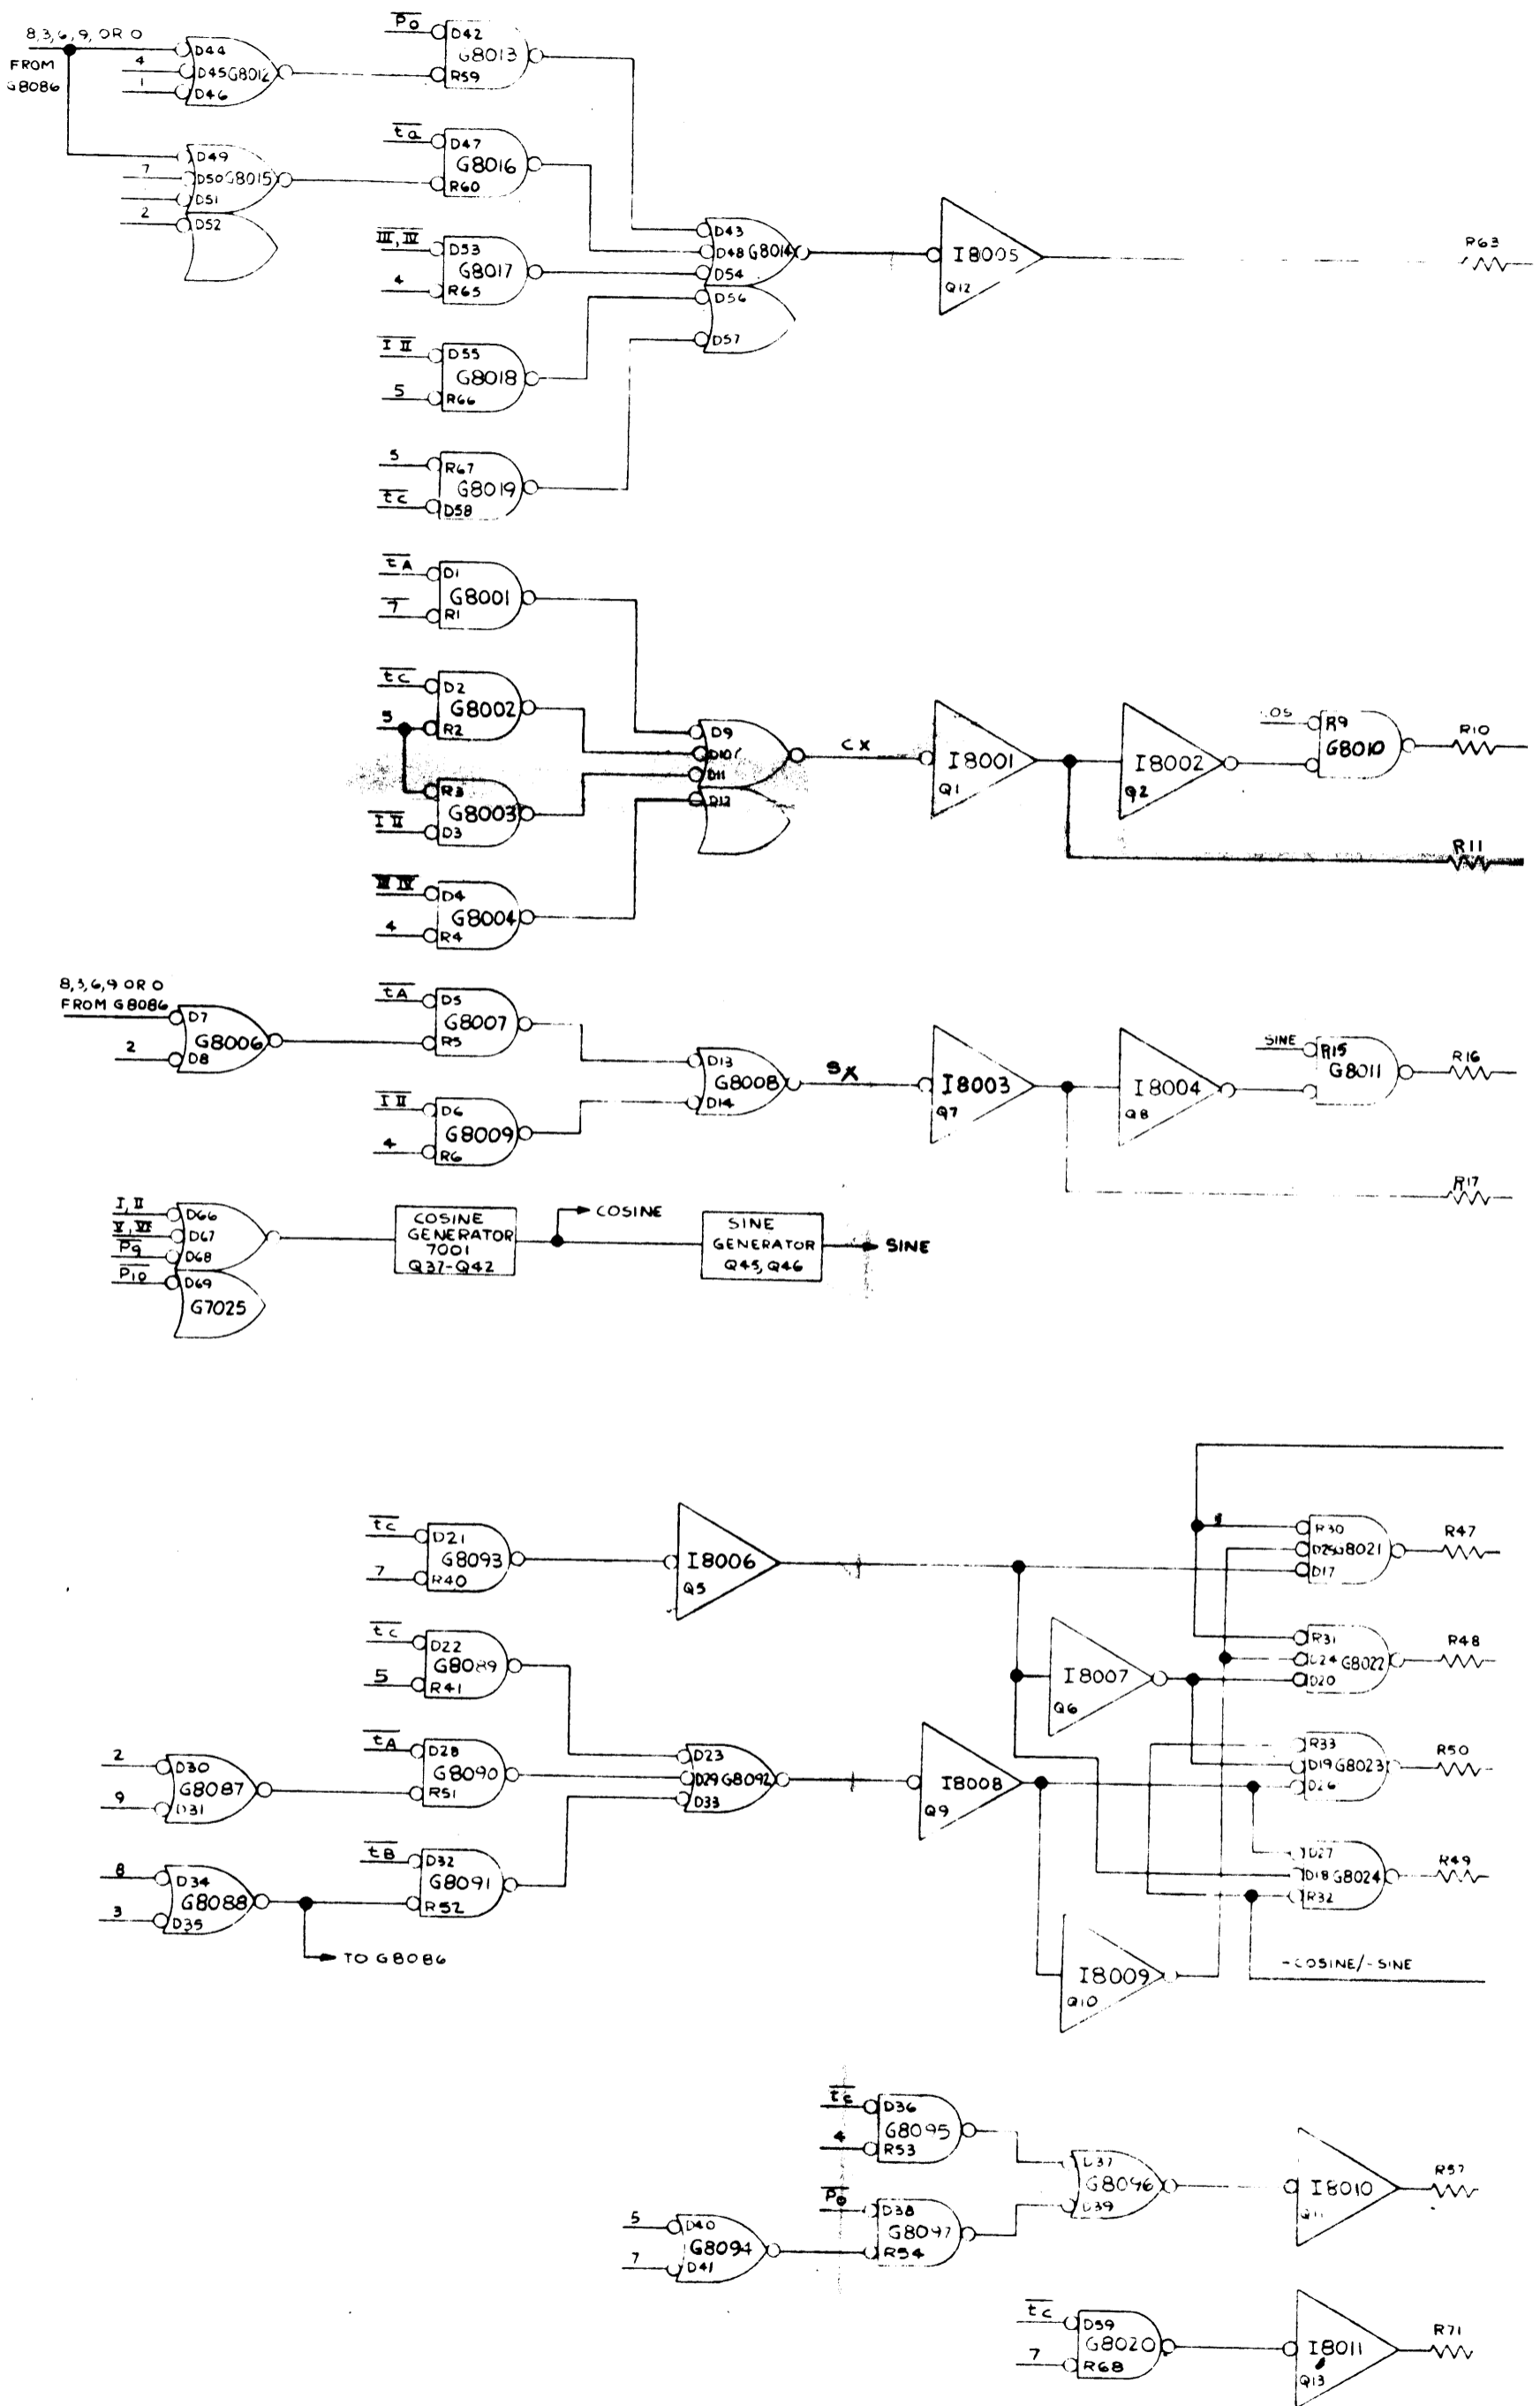 8,3,6,9, OR 0
FROM
G8086
4
1
D44
D45 G8012
D46
P0
D42
G8013
R59
7
2
D49
D50 G8015
D51
D52
ta
D47
G8016
R60
III, IV
4
D53
G8017
R65
I II
5
D55
G8018
R66
5
tc
R67
G8019
D58
D43
D48 G8014
D54
D56
D57
I8005
Q12
R63
tA
7
D1
G8001
R1
tc
5
D2
G8002
R2
R3
G8003
D3
I II
III IV
4
D4
G8004
R4
D9
D10
D11
D12
CX
I8001
Q1
I8002
Q2
R9
G8010
R10
R11
8,3,6,9 OR 0
FROM G8086
2
D7
G8006
D8
tA
D5
G8007
R5
I II
4
D6
G8009
R6
D13
G8008
D14
SX
I8003
Q7
I8004
Q8
SINE
R15
G8011
R16
R17
I, II
V, VI
P9
P10
D66
D67
D68
D69
G7025
COSINE
GENERATOR
7001
Q37-Q42
COSINE
SINE
GENERATOR
Q45, Q46
SINE
tc
7
D21
G8093
R40
I8006
Q5
tc
5
D22
G8089
R41
2
9
D30
G8087
D31
tA
D28
G8090
R51
8
3
D34
G8088
D35
TO G8086
tB
D32
G8091
R52
D23
D29 G8092
D33
I8008
Q9
I8007
Q6
I8009
Q10
R30
D25 G8021
D17
R47
R31
D24 G8022
D20
R48
R33
D19 G8023
D26
R50
D27
D18 G8024
R32
R49
-COSINE/-SINE
tc
4
D36
G8095
R53
5
7
D40
G8094
D41
P0
D38
G8097
R54
D37
G8096
D39
I8010
Q11
R57
tc
7
D59
G8020
R68
I8011
Q13
R71